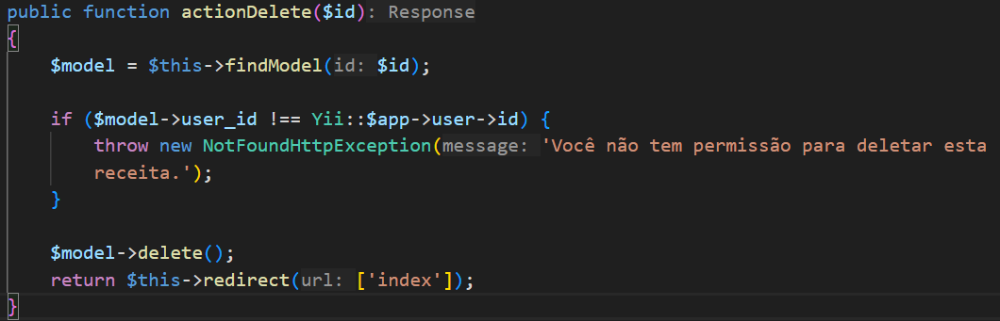 public function actionDelete($id): Response
{
$model = $this->findModel(id: $id);
if ($model->user_id !== Yii::$app->user->id) {
throw new NotFoundHttpException(message: 'Você não tem permissão para deletar esta
receita.');
}
$model->delete();
return $this->redirect(url: ['index']);
}